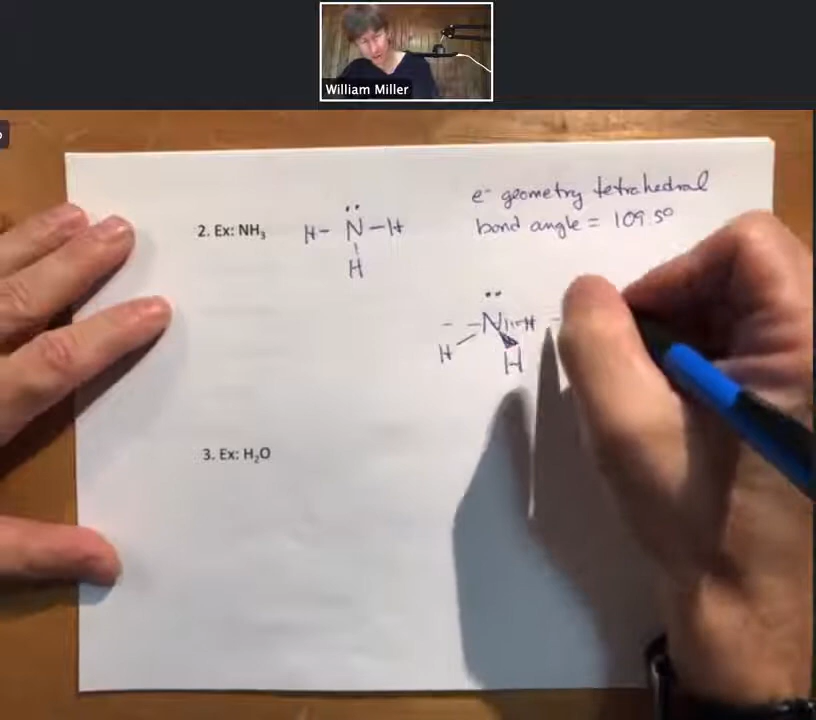 William Miller
2. Ex: NH₃
H-N-H
H
e⁻ geometry tetrahedral
bond angle = 109.5°
N H
H
H
3. Ex: H₂O